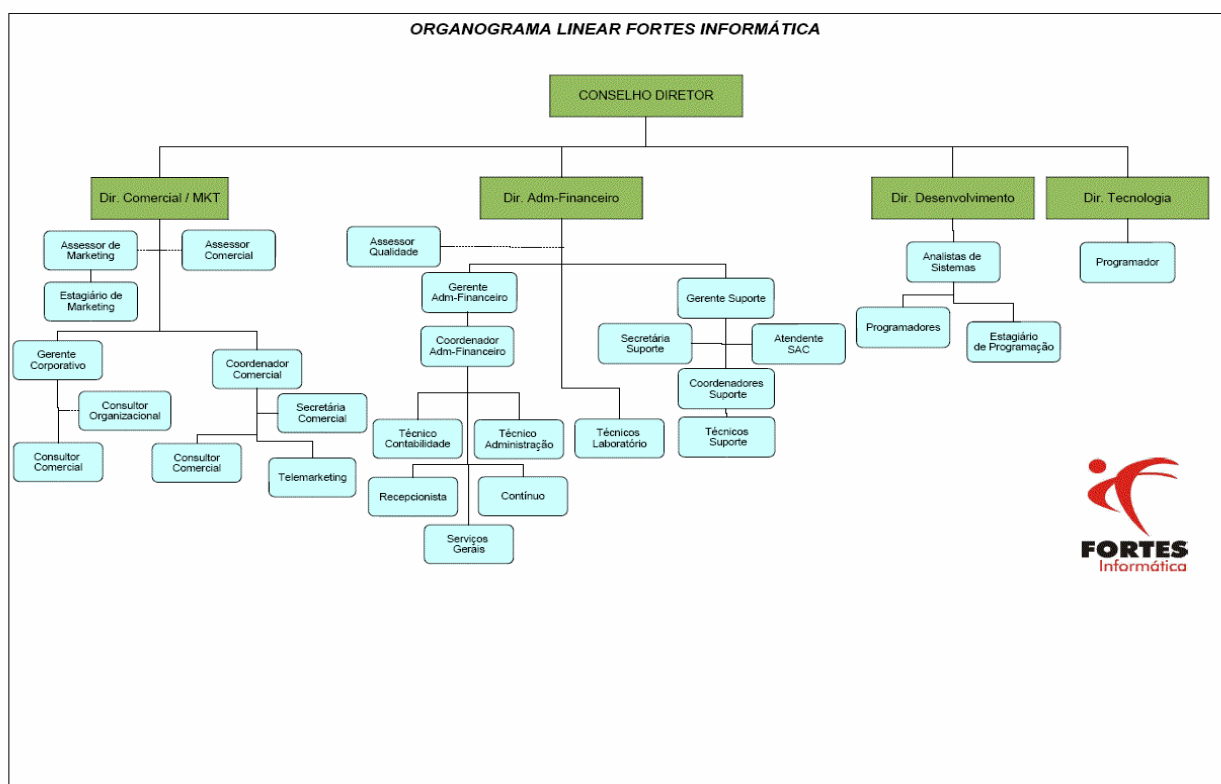 ORGANOGRAMA LINEAR FORTES INFORMÁTICA
CONSELHO DIRETOR
Dir. Comercial / MKT
Dir. Adm-Financeiro
Dir. Desenvolvimento
Dir. Tecnologia
Assessor de
Marketing
Assessor
Comercial
Estagiário de
Marketing
Gerente
Corporativo
Coordenador
Comercial
Consultor
Organizacional
Secretária
Comercial
Consultor
Comercial
Consultor
Comercial
Telemarketing
Assessor
Qualidade
Gerente
Adm-Financeiro
Coordenador
Adm-Financeiro
Técnico
Contabilidade
Técnico
Administração
Recepcionista
Contínuo
Serviços
Gerais
Técnicos
Laboratório
Gerente Suporte
Secretária
Suporte
Atendente
SAC
Coordenadores
Suporte
Técnicos
Suporte
Analistas de
Sistemas
Programadores
Estagiário
de Programação
Programador
FORTES
Informática